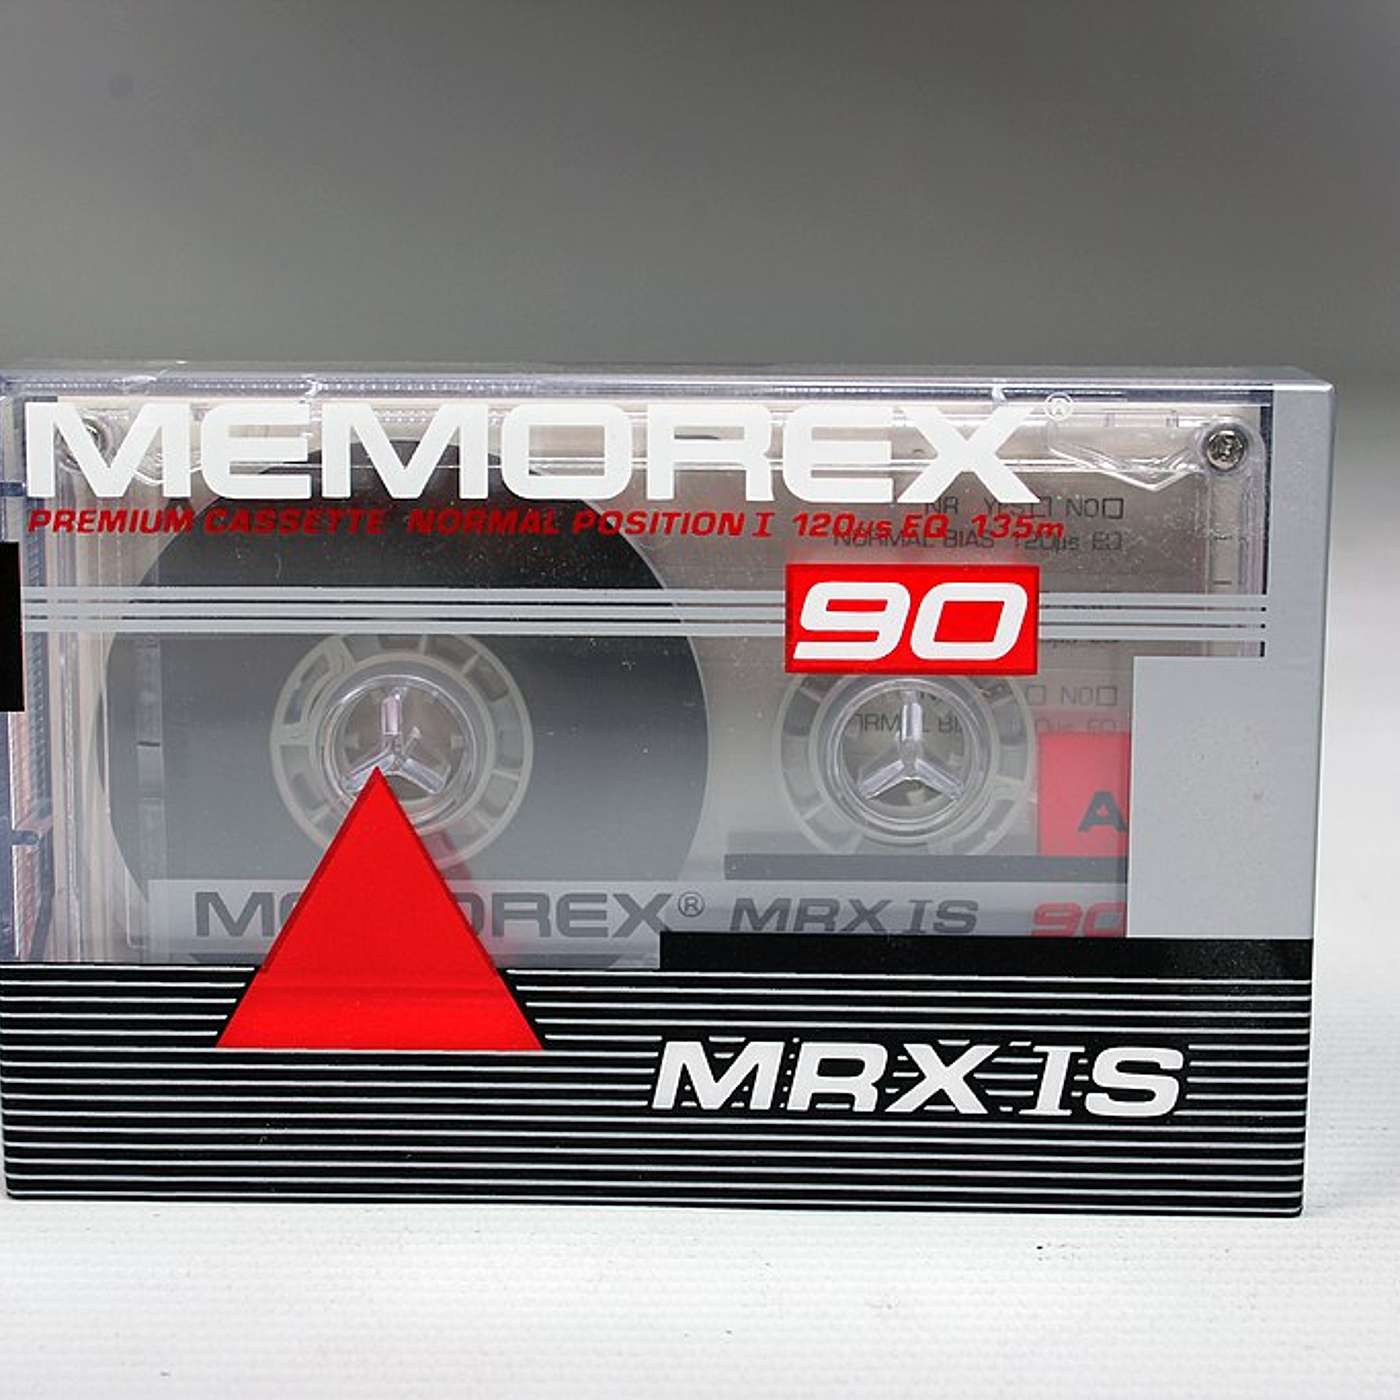 MEMOREX®
PREMIUM CASSETTE NORMAL POSITION I 120µs EQ 135m
NR YES□ NO□
NORMAL BIAS 120µs EQ
90
NO□
A
MEMOREX® MRX IS 90
MRX IS